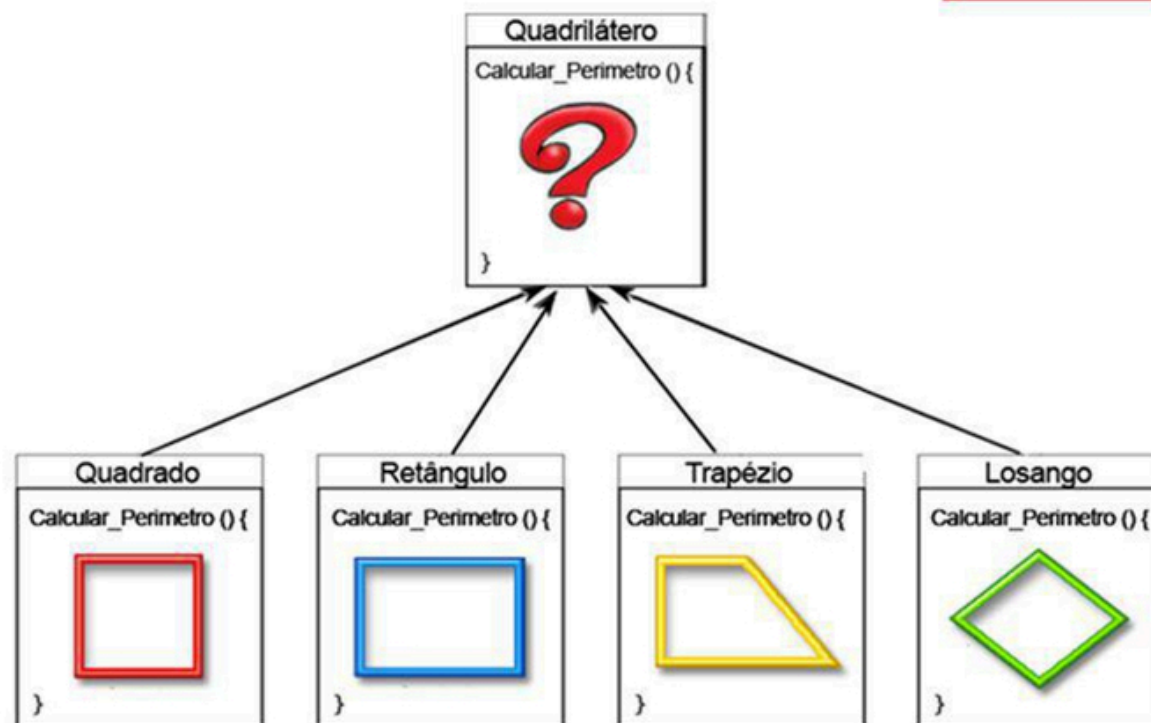 Quadrilátero
Calcular_Perimetro () {
}
Quadrado
Calcular_Perimetro () {
}
Retângulo
Calcular_Perimetro () {
}
Trapézio
Calcular_Perimetro () {
}
Losango
Calcular_Perimetro () {
}